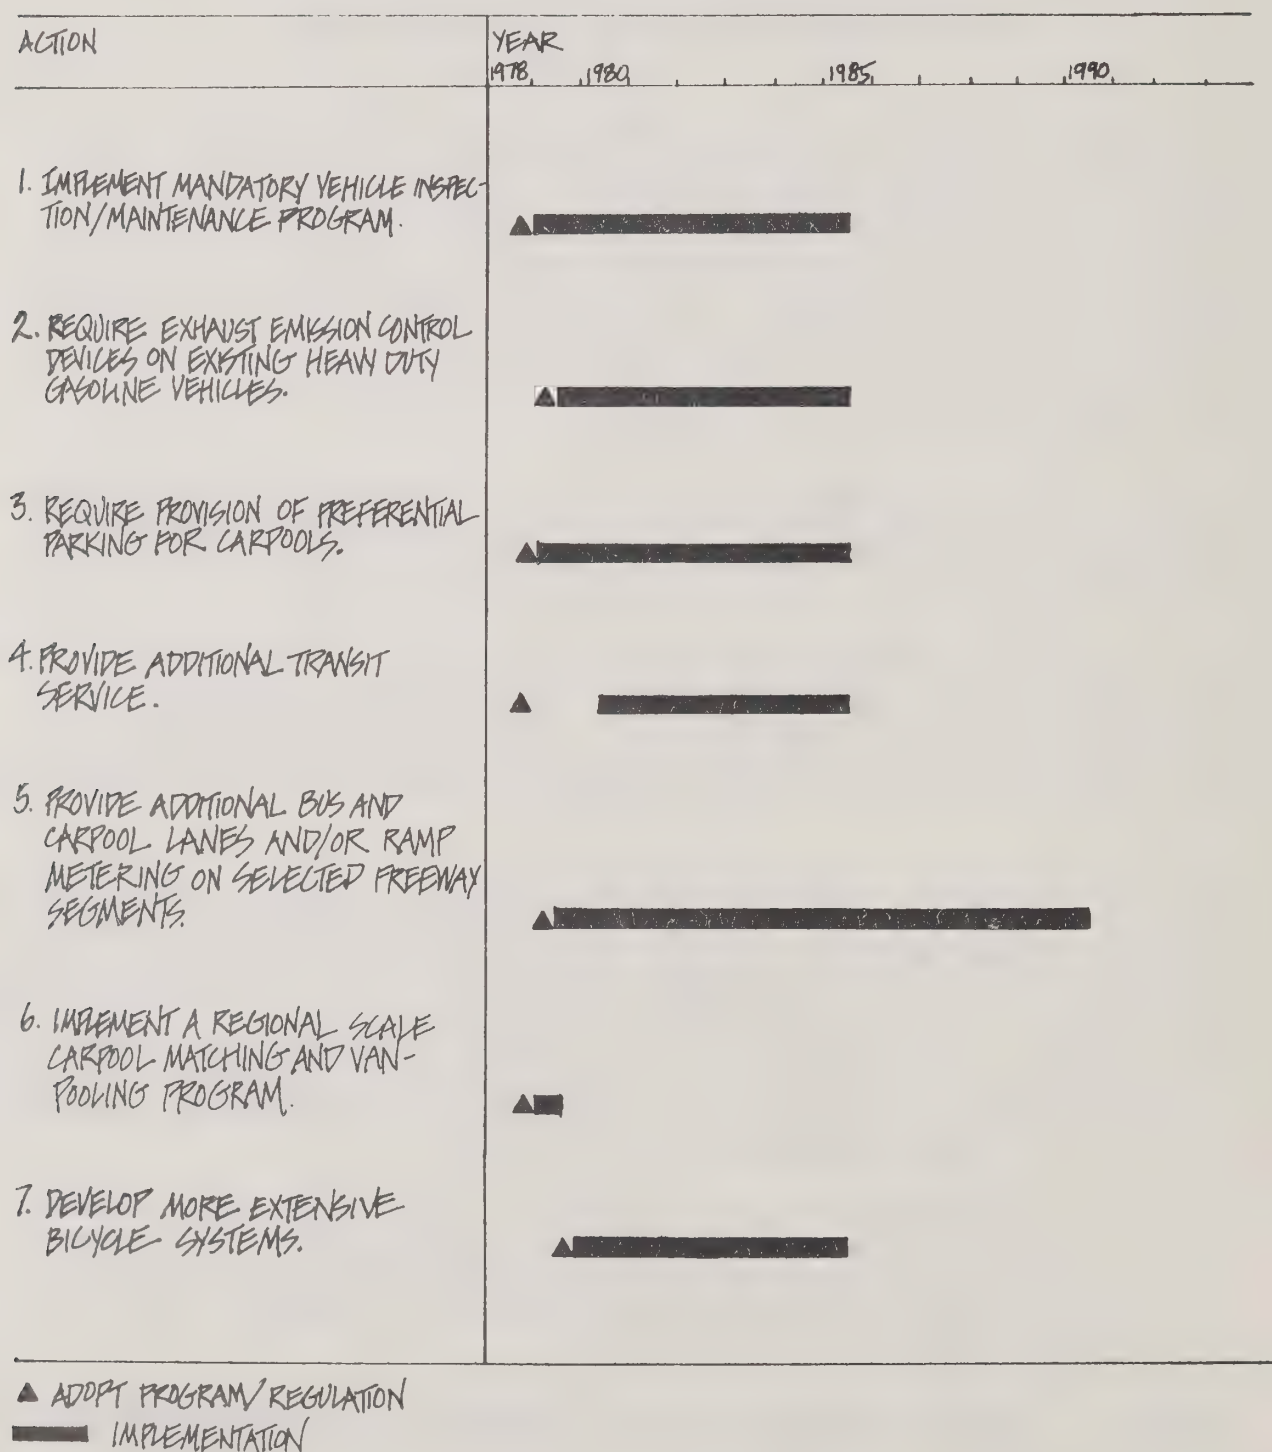 ACTION
YEAR
1978 1980 1985 1990
1. IMPLEMENT MANDATORY VEHICLE INSPEC-
TION/MAINTENANCE PROGRAM.
2. REQUIRE EXHAUST EMISSION CONTROL
DEVICES ON EXISTING HEAVY DUTY
GASOLINE VEHICLES.
3. REQUIRE PROVISION OF PREFERENTIAL
PARKING FOR CARPOOLS.
4. PROVIDE ADDITIONAL TRANSIT
SERVICE.
5. PROVIDE ADDITIONAL BUS AND
CARPOOL LANES AND/OR RAMP
METERING ON SELECTED FREEWAY
SEGMENTS.
6. IMPLEMENT A REGIONAL SCALE
CARPOOL MATCHING AND VAN-
POOLING PROGRAM.
7. DEVELOP MORE EXTENSIVE
BICYCLE SYSTEMS.
ADOPT PROGRAM/REGULATION
IMPLEMENTATION